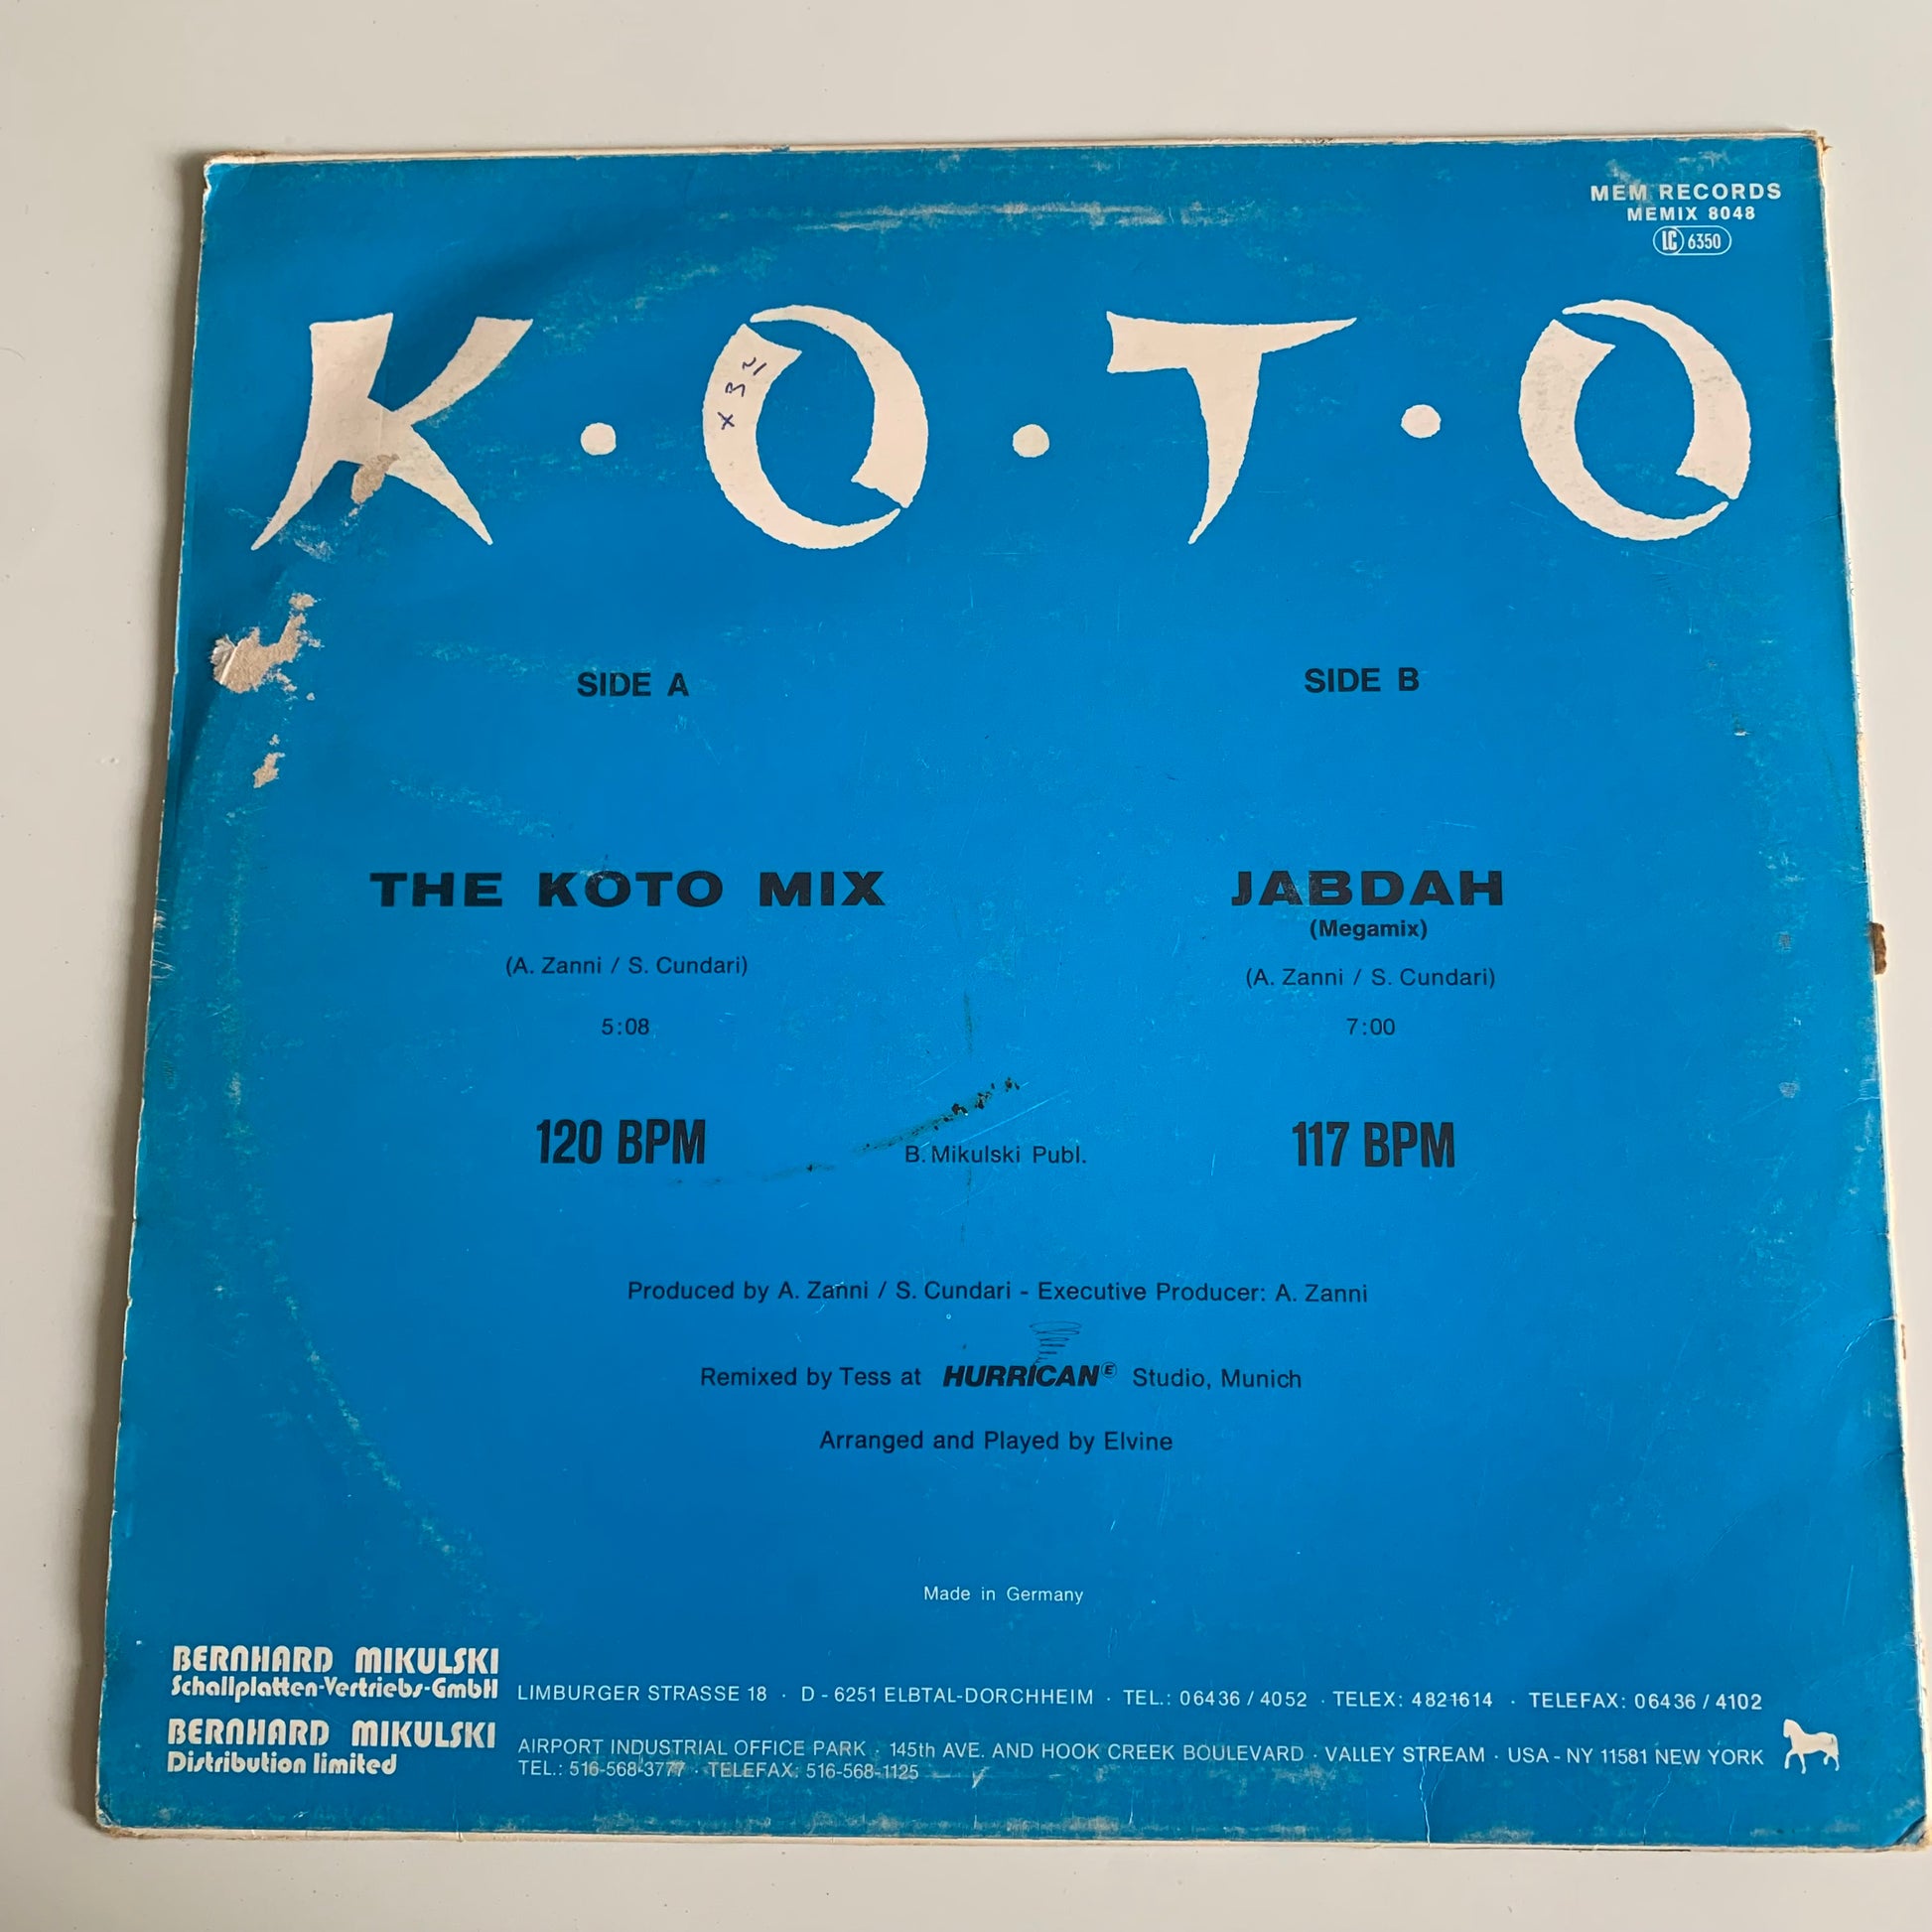 MEM RECORDS
MEMIX 8048
LC 6350
K·O·T·O
SIDE A
SIDE B
THE KOTO MIX
(A. Zanni / S. Cundari)
5:08
120 BPM
JABDAH
(Megamix)
(A. Zanni / S. Cundari)
7:00
117 BPM
B. Mikulski Publ.
Produced by A. Zanni / S. Cundari - Executive Producer: A. Zanni
Remixed by Tess at HURRICANE Studio, Munich
Arranged and Played by Elvine
Made in Germany
BERNHARD MIKULSKI
Schallplatten-Vertriebs-GmbH
LIMBURGER STRASSE 18 · D - 6251 ELBTAL-DORCHHEIM · TEL.: 06436 / 4052 · TELEX: 4821614 · TELEFAX: 06436 / 4102
BERNHARD MIKULSKI
Distribution limited
AIRPORT INDUSTRIAL OFFICE PARK · 145th AVE. AND HOOK CREEK BOULEVARD · VALLEY STREAM · USA - NY 11581 NEW YORK
TEL.: 516-568-3777 · TELEFAX: 516-568-1125